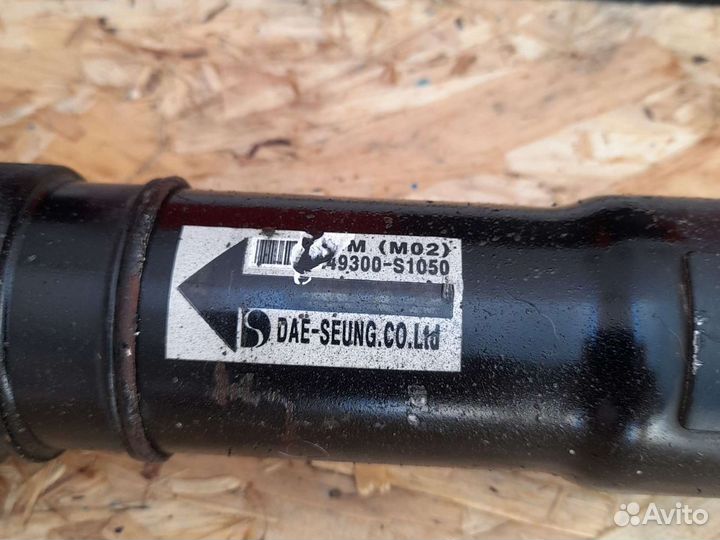 M (M02)
49300-S1050
DAE-SEUNG.CO.Ltd
Avito